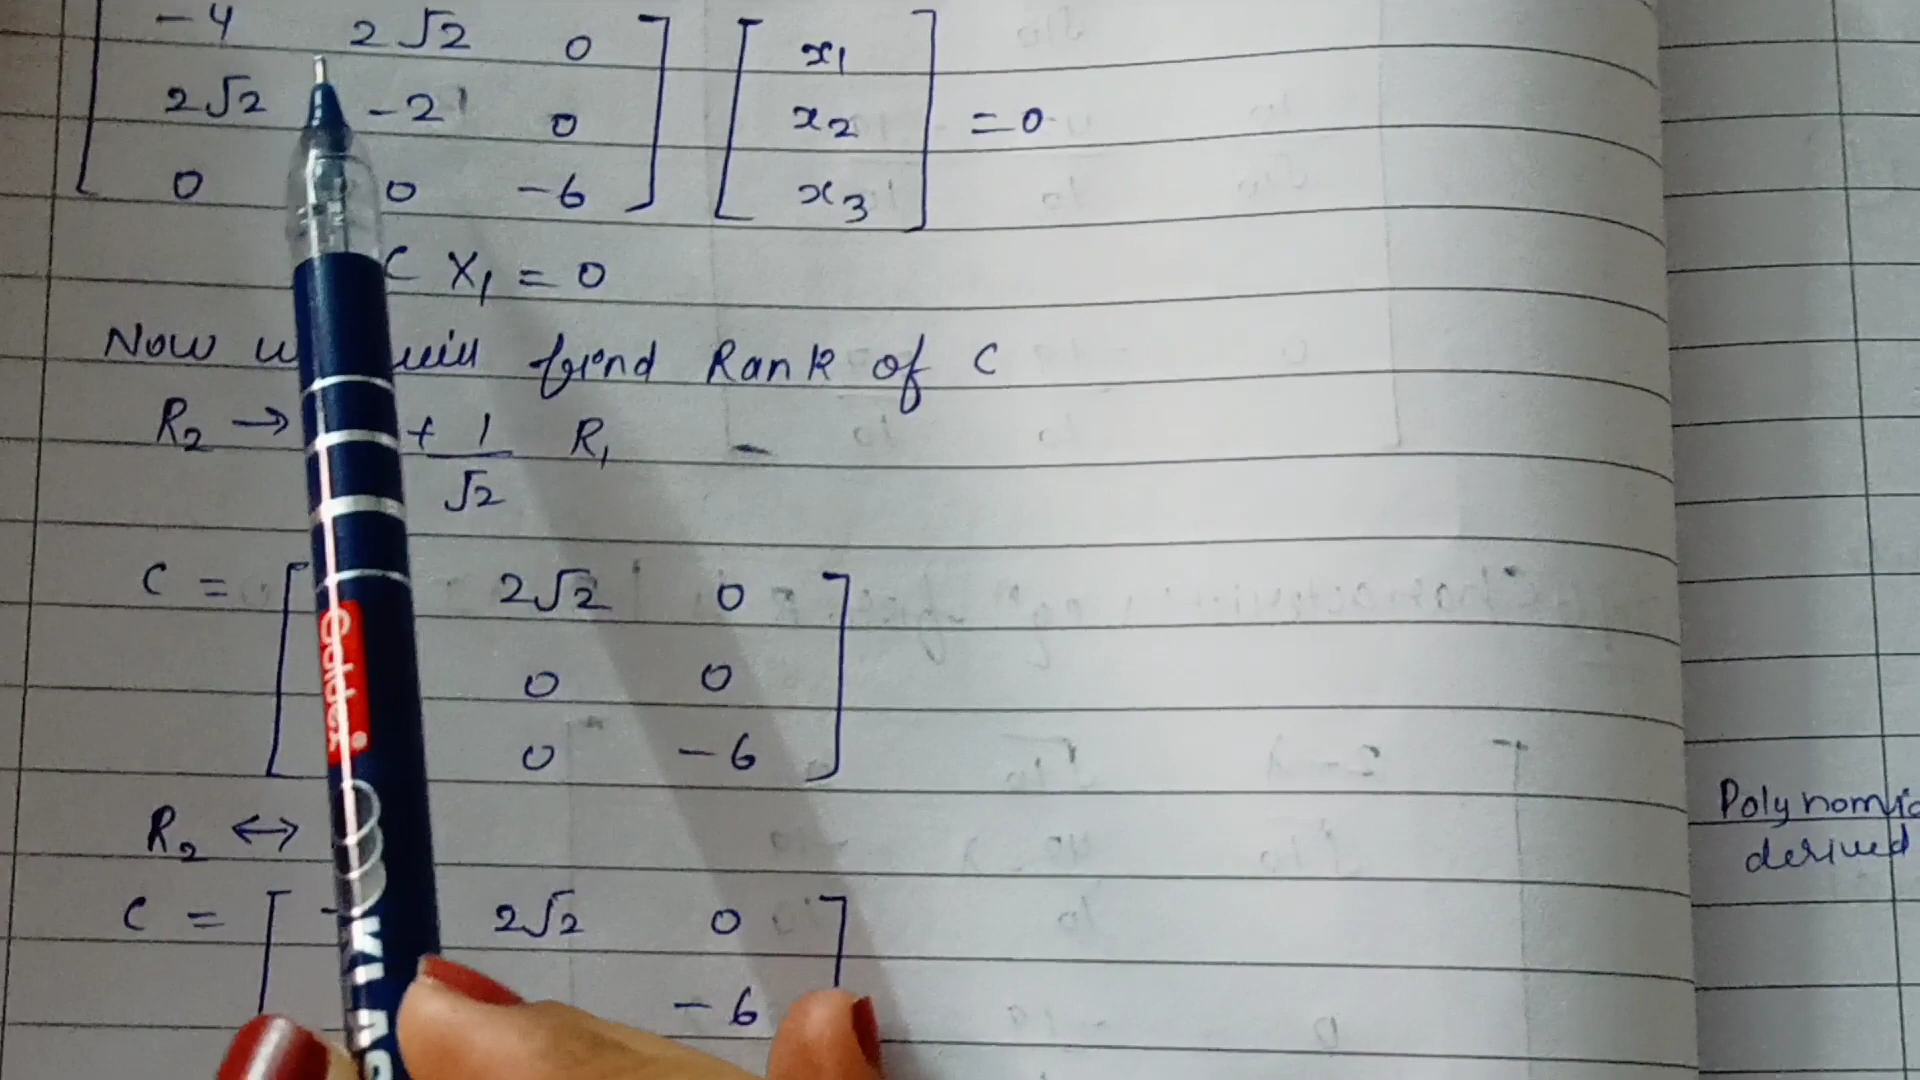 -4 2√2 0 x1
2√2 -2 0 x2 =0
0 0 -6 x3
C X1 = 0
Now will find Rank of C
R2 → + 1/√2 R1
C = 2√2 0
0 0
0 -6
R2 ↔
C = - 2√2 0
-6
derived